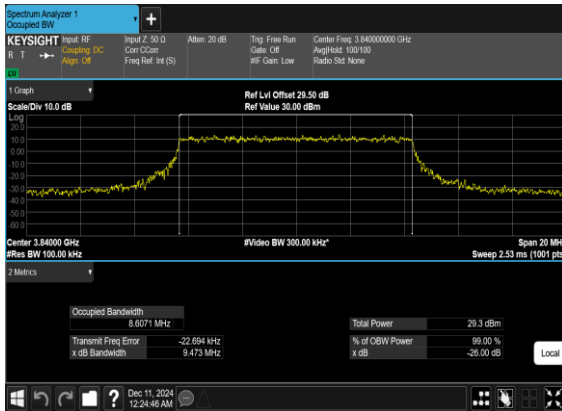 Spectrum Analyzer 1
Occupied BW
+
KEYSIGHT Input: RF Input Z: 50 Ω Atten: 20 dB Trig: Free Run Center Freq: 3.840000000 GHz
R T Coupling: DC Corr CCorr Gate: Off Avg|Hold: 100/100
Align: Off Freq Ref: Int (S) #IF Gain: Low Radio Std: None
LXI
1 Graph
Scale/Div 10.0 dB Ref Lvl Offset 29.50 dB
Ref Value 30.00 dBm
Log
20.0
10.0
0.00
-10.0
-20.0
-30.0
-40.0
-50.0
-60.0
Center 3.84000 GHz #Video BW 300.00 kHz* Span 20 MH
#Res BW 100.00 kHz Sweep 2.53 ms (1001 pts
2 Metrics
Occupied Bandwidth
8.6071 MHz Total Power 29.3 dBm
Transmit Freq Error -22.694 kHz % of OBW Power 99.00 %
x dB Bandwidth 9.473 MHz x dB -26.00 dB
Local
? Dec 11, 2024
12:24:46 AM